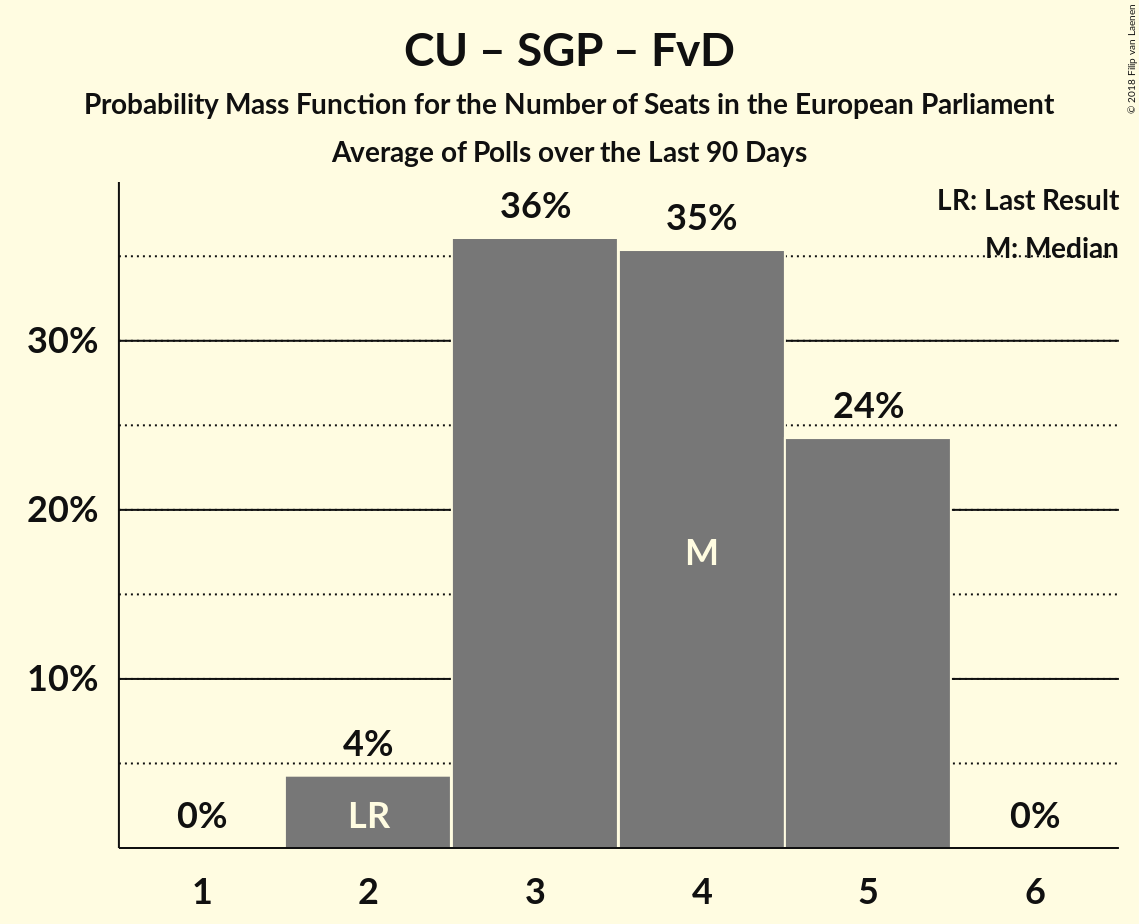 CU – SGP – FvD
Probability Mass Function for the Number of Seats in the European Parliament
Average of Polls over the Last 90 Days
© 2018 Filip van Laenen
LR: Last Result
M: Median
36%
35%
30%
24%
20%
M
10%
4%
0%
LR
0%
1 2 3 4 5 6